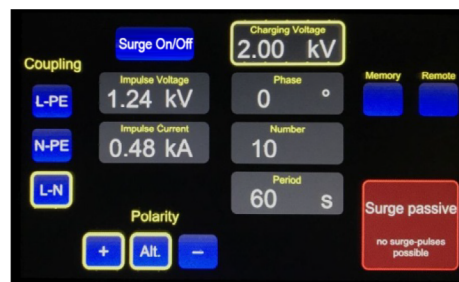 Surge On/Off
Charging Voltage
2.00 kV
Coupling
Impulse Voltage
1.24 kV
Phase
0 °
Memory
Remote
L-PE
Impulse Current
0.48 kA
Number
10
N-PE
Period
60 s
L-N
Surge passive
no surge-pulses
possible
Polarity
+
Alt.
-